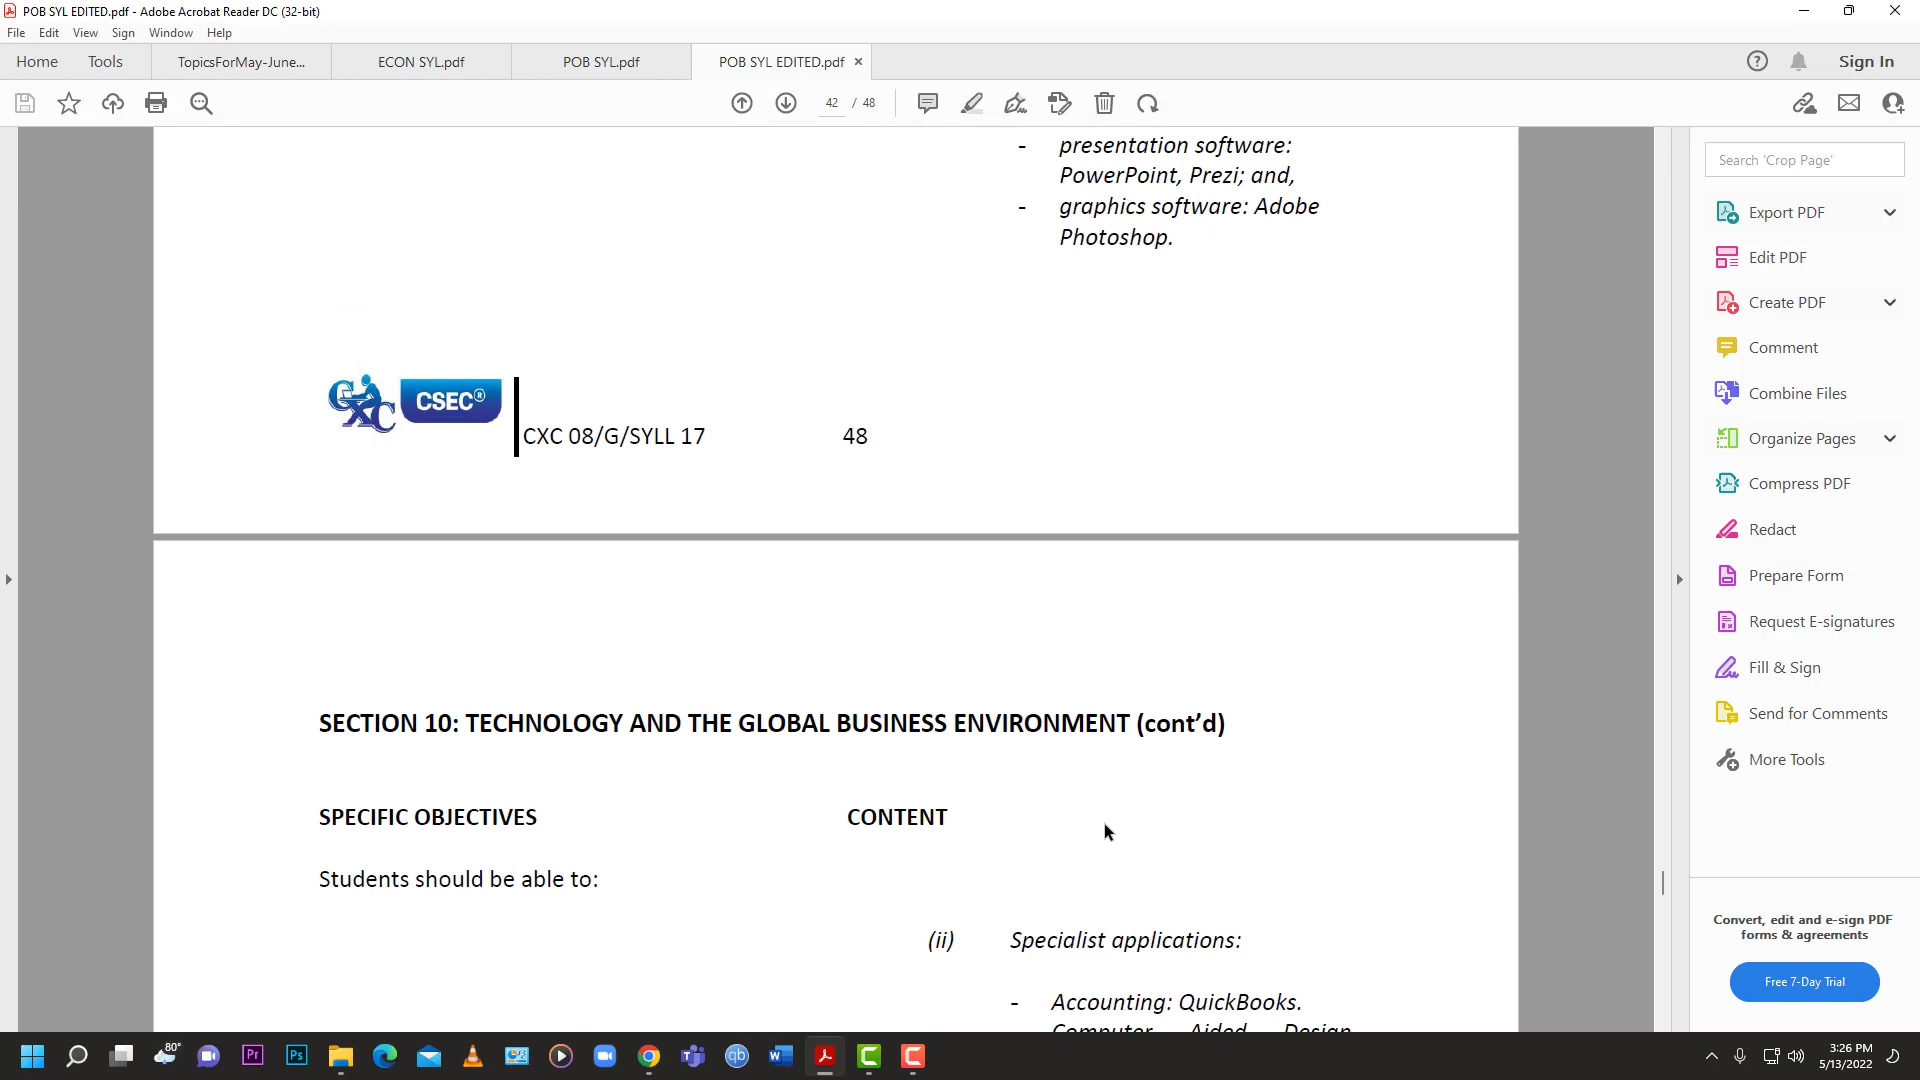 POB SYL EDITED.pdf - Adobe Acrobat Reader DC (32-bit)
File Edit View Sign Window Help
Home Tools TopicsForMay-June... ECON SYL.pdf POB SYL.pdf POB SYL EDITED.pdf × Sign In
42 / 48
- presentation software:
PowerPoint, Prezi; and,
- graphics software: Adobe
Photoshop.
CXC CSEC®
CXC 08/G/SYLL 17 48
SECTION 10: TECHNOLOGY AND THE GLOBAL BUSINESS ENVIRONMENT (cont’d)
SPECIFIC OBJECTIVES CONTENT
Students should be able to:
(ii) Specialist applications:
- Accounting: QuickBooks.
Computer Aided Design
Search 'Crop Page'
Export PDF
Edit PDF
Create PDF
Comment
Combine Files
Organize Pages
Compress PDF
Redact
Prepare Form
Request E-signatures
Fill & Sign
Send for Comments
More Tools
Convert, edit and e-sign PDF
forms & agreements
Free 7-Day Trial
80° Pr Ps qb W
3:26 PM
5/13/2022